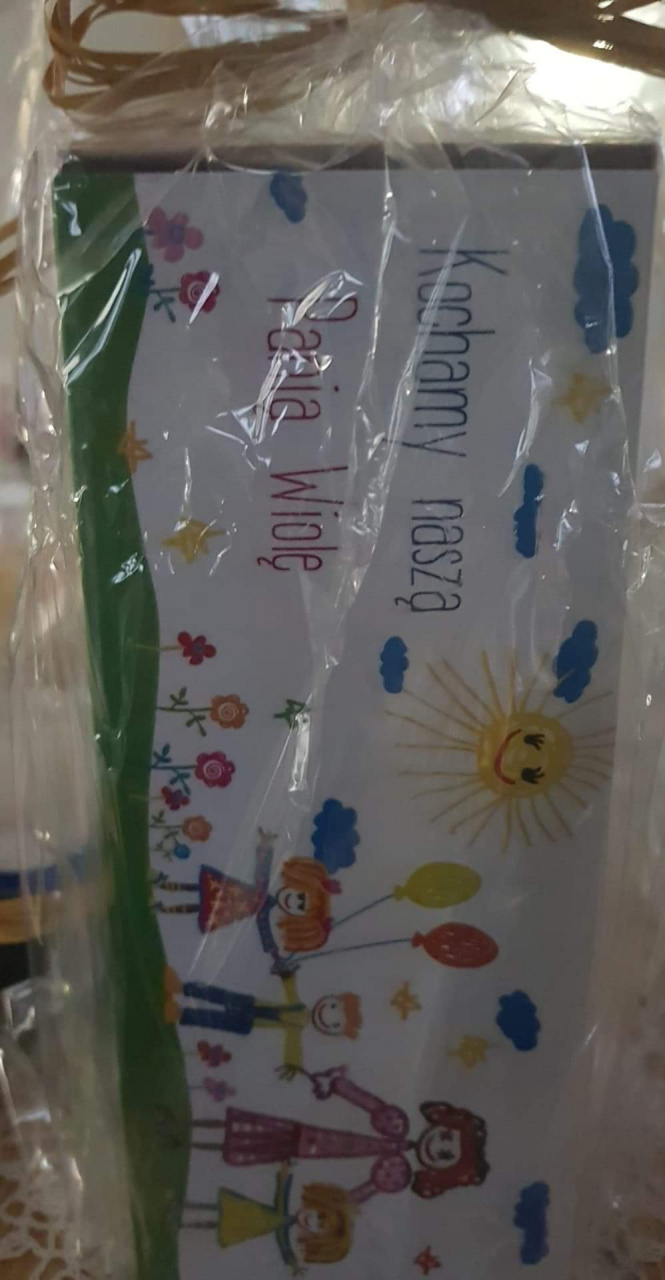 Kochamy naszą
Panią Wiolę